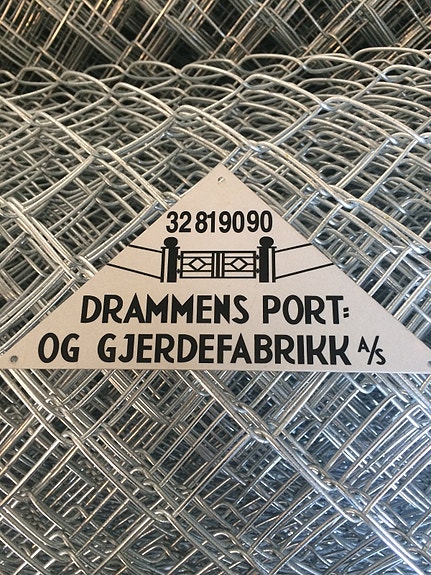 32819090
DRAMMENS PORT:
OG GJERDEFABRIKK A/S